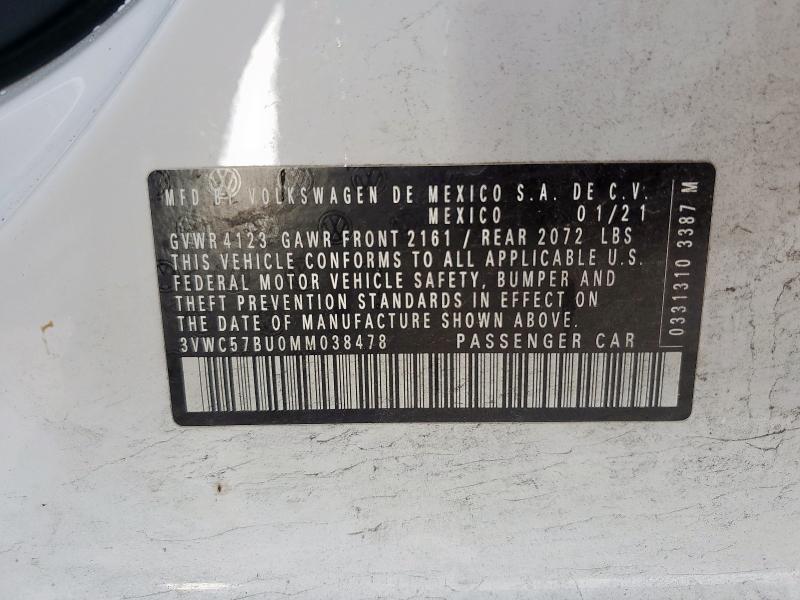 MFD BY VOLKSWAGEN DE MEXICO S.A. DE C.V.
MEXICO 01/21
GVWR 4123 GAWR FRONT 2161 / REAR 2072 LBS
THIS VEHICLE CONFORMS TO ALL APPLICABLE U.S.
FEDERAL MOTOR VEHICLE SAFETY, BUMPER AND
THEFT PREVENTION STANDARDS IN EFFECT ON
THE DATE OF MANUFACTURE SHOWN ABOVE.
3VWC57BU0MM038478 PASSENGER CAR
0331310 3387 M